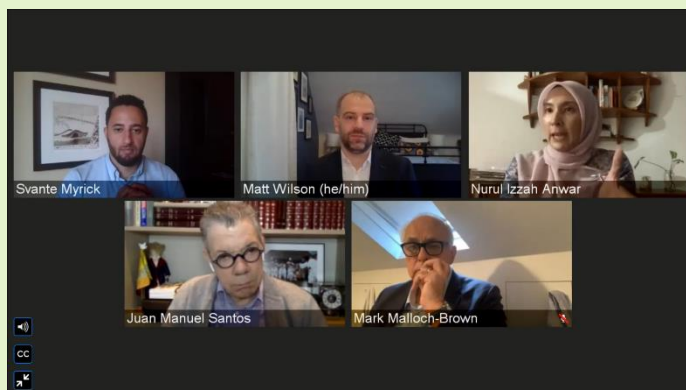 Svante Myrick
Matt Wilson (he/him)
Nurul Izzah Anwar
Juan Manuel Santos
Mark Malloch-Brown
CC